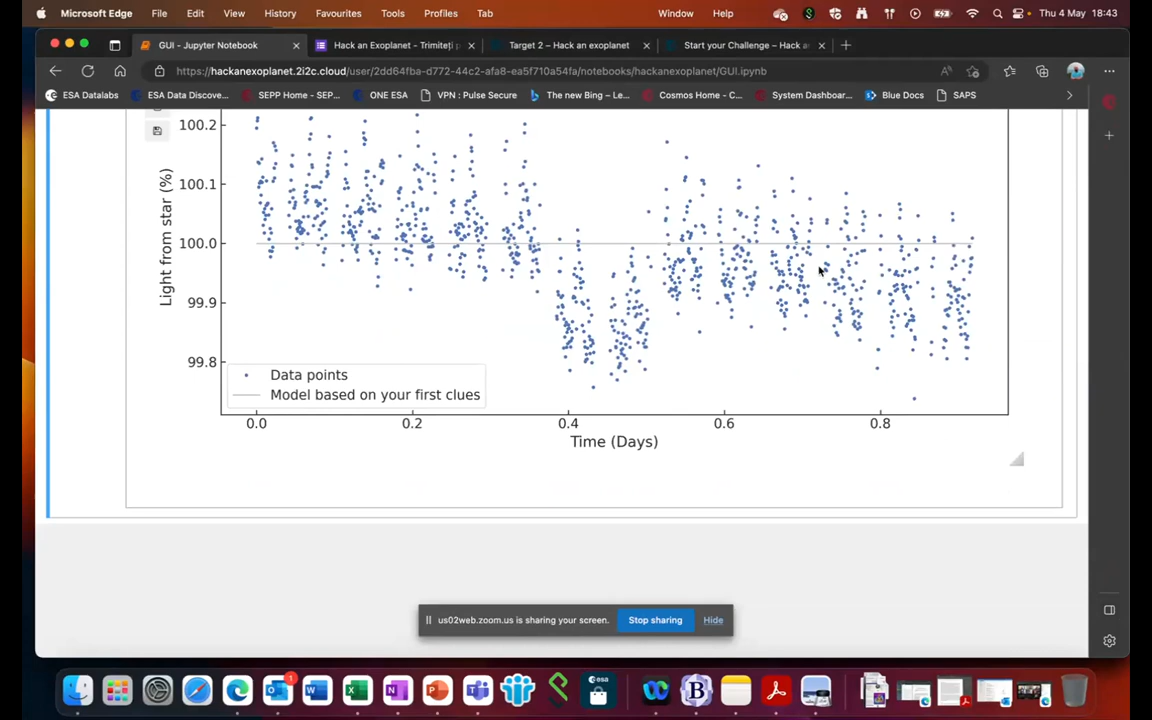 Microsoft Edge File Edit View History Favourites Tools Profiles Tab Window Help Thu 4 May 18:43
GUI - Jupyter Notebook Hack an Exoplanet - Trimiteți Target 2 – Hack an exoplanet Start your Challenge – Hack
https://hackanexoplanet.2i2c.cloud/user/2dd64fba-d772-44c2-afa8-ea5f710a54fa/notebooks/hackanexoplanet/GUI.ipynb
ESA Datalabs ESA Data Discove... SEPP Home - SEP... ONE ESA VPN : Pulse Secure The new Bing – Le... Cosmos Home - C... System Dashboar... Blue Docs SAPS
100.2
100.1
100.0
99.9
99.8
Light from star (%)
Data points
Model based on your first clues
0.0 0.2 0.4 0.6 0.8
Time (Days)
us02web.zoom.us is sharing your screen. Stop sharing Hide
esa
1